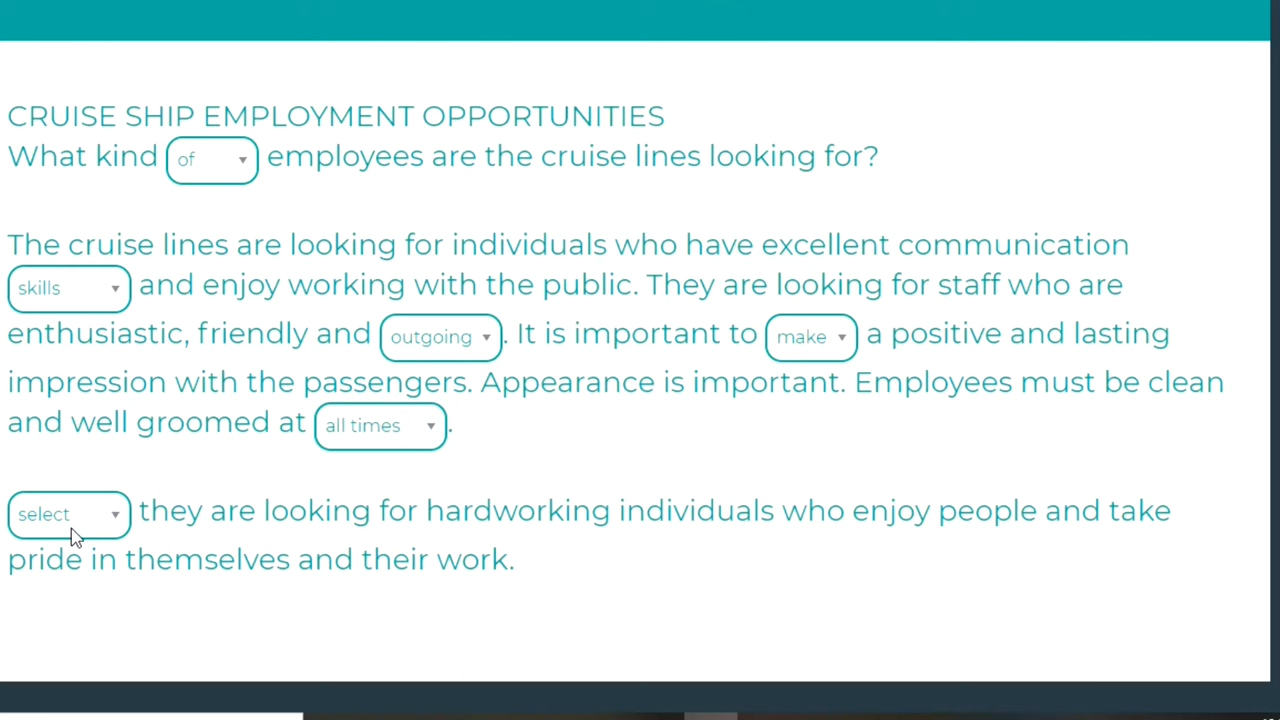 CRUISE SHIP EMPLOYMENT OPPORTUNITIES
What kind of employees are the cruise lines looking for?
The cruise lines are looking for individuals who have excellent communication
skills and enjoy working with the public. They are looking for staff who are
enthusiastic, friendly and outgoing. It is important to make a positive and lasting
impression with the passengers. Appearance is important. Employees must be clean
and well groomed at all times.
select they are looking for hardworking individuals who enjoy people and take
pride in themselves and their work.